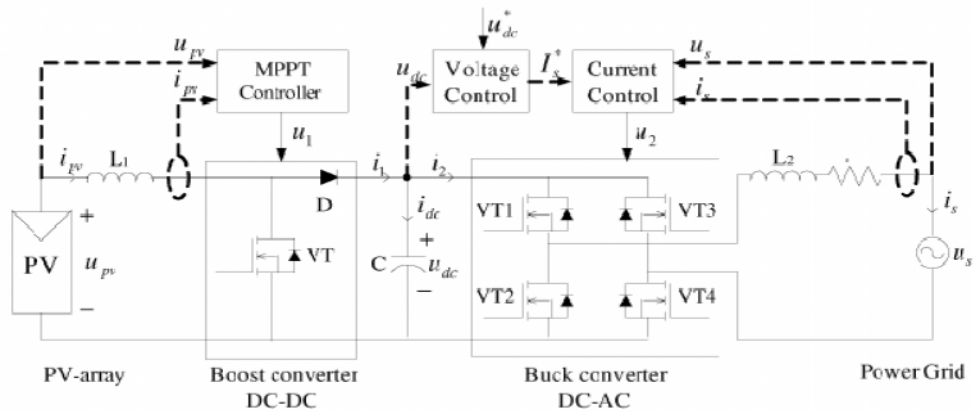 u*dc
u_pv
i_pv
MPPT
Controller
u_dc
Voltage
Control
I*s
Current
Control
u_s
i_s
u_1
u_2
i_pv
L1
D
i_1
i_2
L2
r
PV
+
u_pv
−
VT
C
i_dc
+
u_dc
−
VT1
VT3
VT2
VT4
i_s
u_s
PV-array
Boost converter
DC-DC
Buck converter
DC-AC
Power Grid